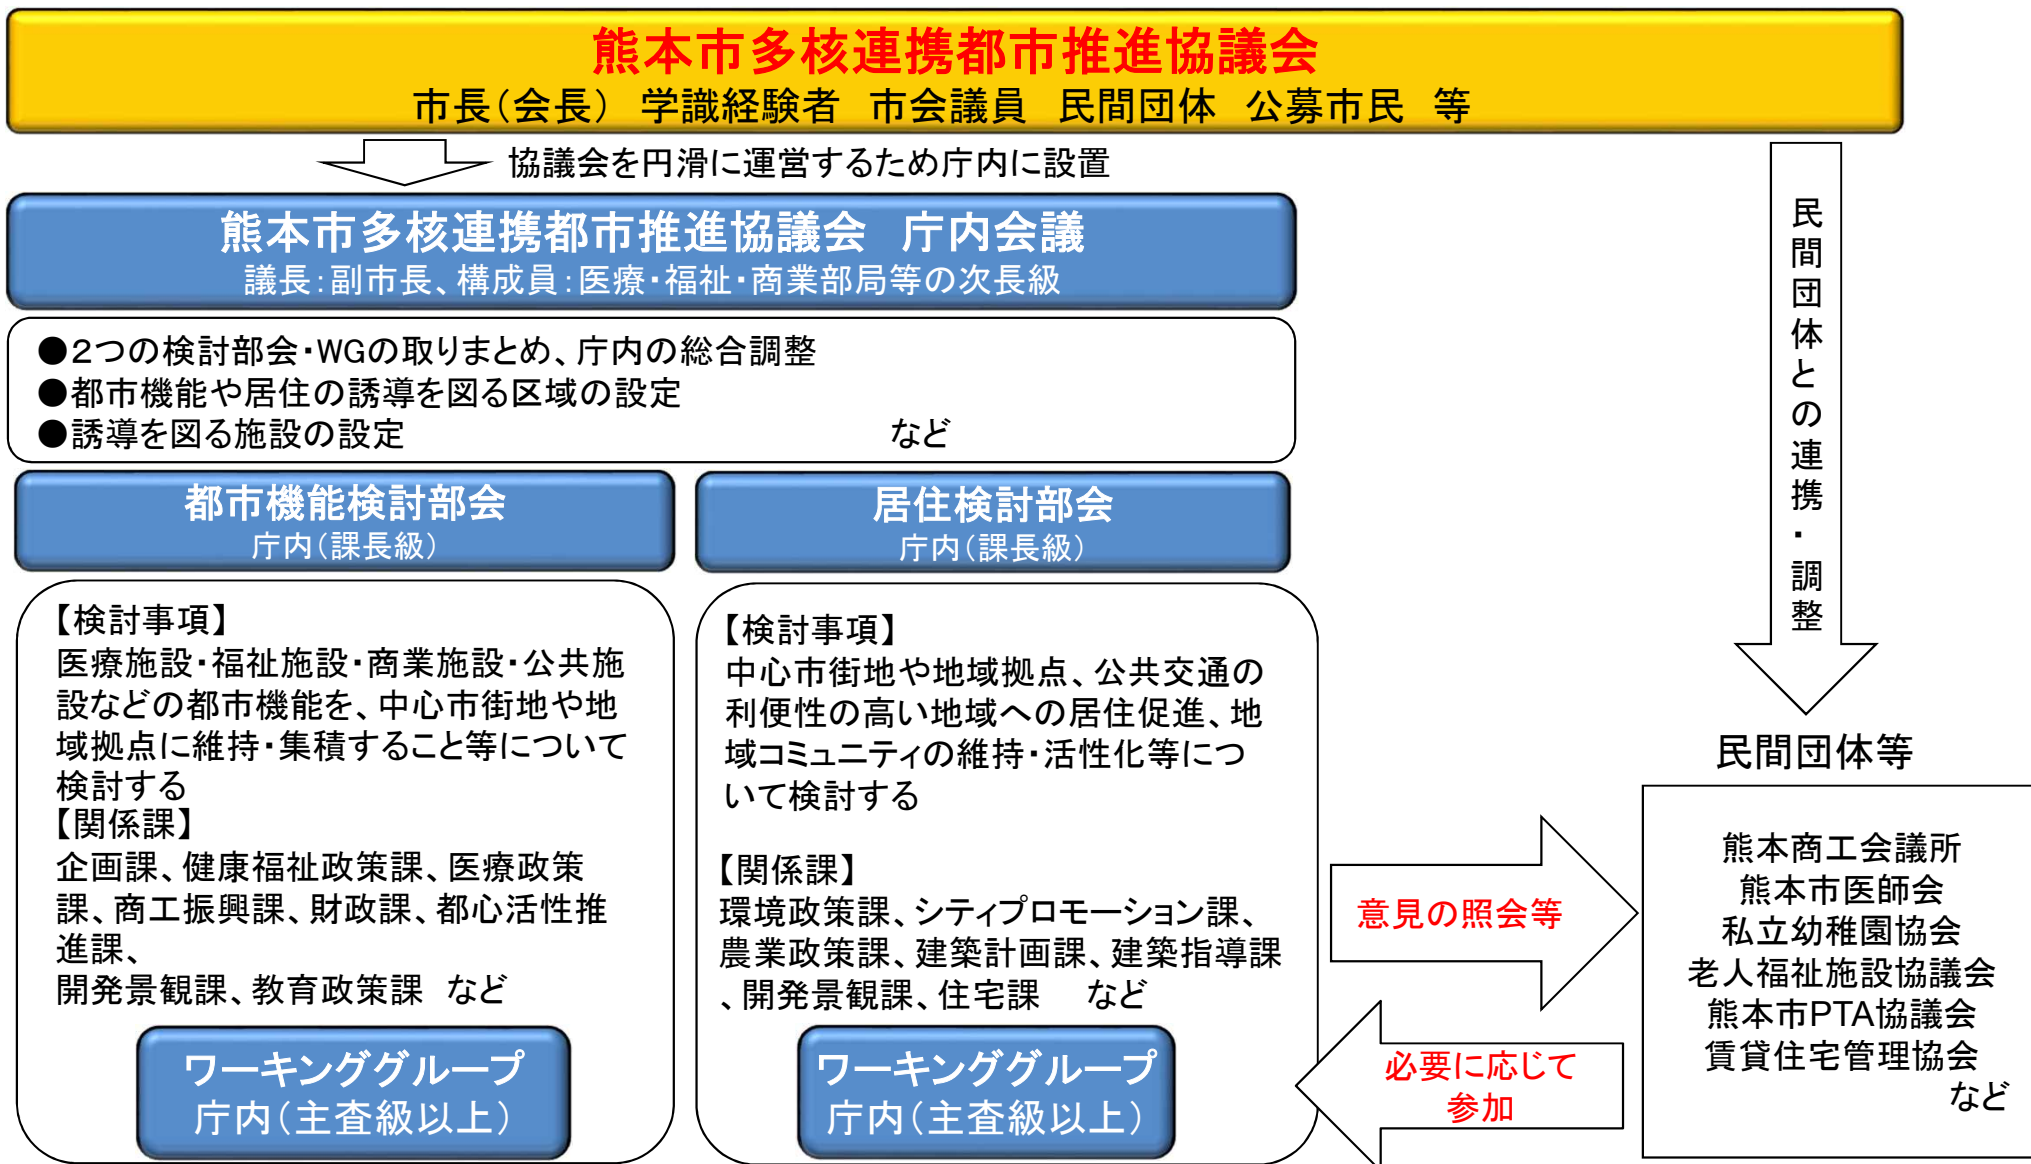 熊本市多核連携都市推進協議会
市長（会長） 学識経験者 市会議員 民間団体 公募市民 等
協議会を円滑に運営するため庁内に設置
熊本市多核連携都市推進協議会 庁内会議
議長：副市長、構成員：医療・福祉・商業部局等の次長級
●２つの検討部会・WGの取りまとめ、庁内の総合調整
●都市機能や居住の誘導を図る区域の設定
●誘導を図る施設の設定 など
都市機能検討部会
庁内（課長級）
【検討事項】
医療施設・福祉施設・商業施設・公共施
設などの都市機能を、中心市街地や地
域拠点に維持・集積すること等について
検討する
【関係課】
企画課、健康福祉政策課、医療政策
課、商工振興課、財政課、都心活性推
進課、
開発景観課、教育政策課 など
ワーキンググループ
庁内（主査級以上）
居住検討部会
庁内（課長級）
【検討事項】
中心市街地や地域拠点、公共交通の
利便性の高い地域への居住促進、地
域コミュニティの維持・活性化等につ
いて検討する
【関係課】
環境政策課、シティプロモーション課、
農業政策課、建築計画課、建築指導課
、開発景観課、住宅課 など
ワーキンググループ
庁内（主査級以上）
民間団体との連携・調整
意見の照会等
必要に応じて
参加
民間団体等
熊本商工会議所
熊本市医師会
私立幼稚園協会
老人福祉施設協議会
熊本市PTA協議会
賃貸住宅管理協会
など